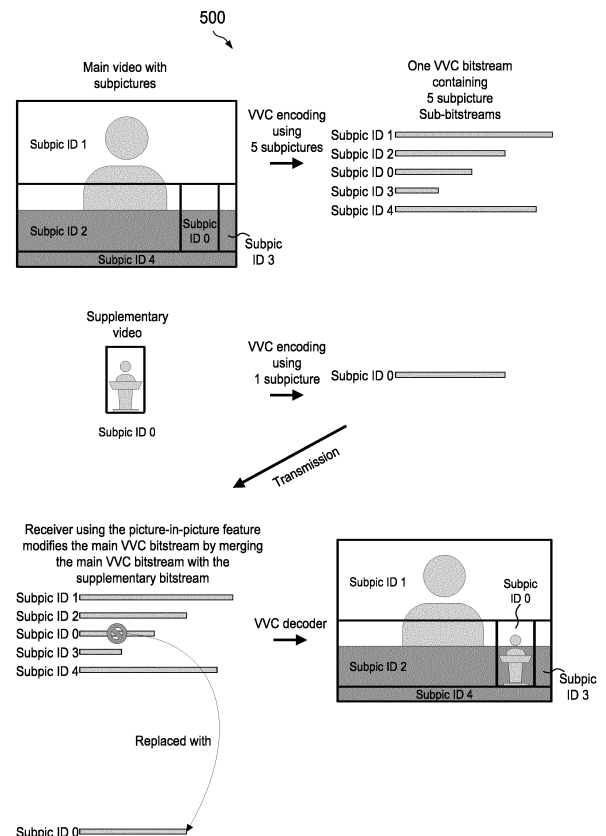 500
Main video with
subpictures
Subpic ID 1
Subpic ID 2
Subpic
ID 0
Subpic
ID 3
Subpic ID 4
VVC encoding
using
5 subpictures
One VVC bitstream
containing
5 subpicture
Sub-bitstreams
Subpic ID 1
Subpic ID 2
Subpic ID 0
Subpic ID 3
Subpic ID 4
Supplementary
video
Subpic ID 0
VVC encoding
using
1 subpicture
Subpic ID 0
Transmission
Receiver using the picture-in-picture feature
modifies the main VVC bitstream by merging
the main VVC bitstream with the
supplementary bitstream
Subpic ID 1
Subpic ID 2
Subpic ID 0
Subpic ID 3
Subpic ID 4
Replaced with
Subpic ID 0
VVC decoder
Subpic ID 1
Subpic
ID 0
Subpic ID 2
Subpic
ID 3
Subpic ID 4